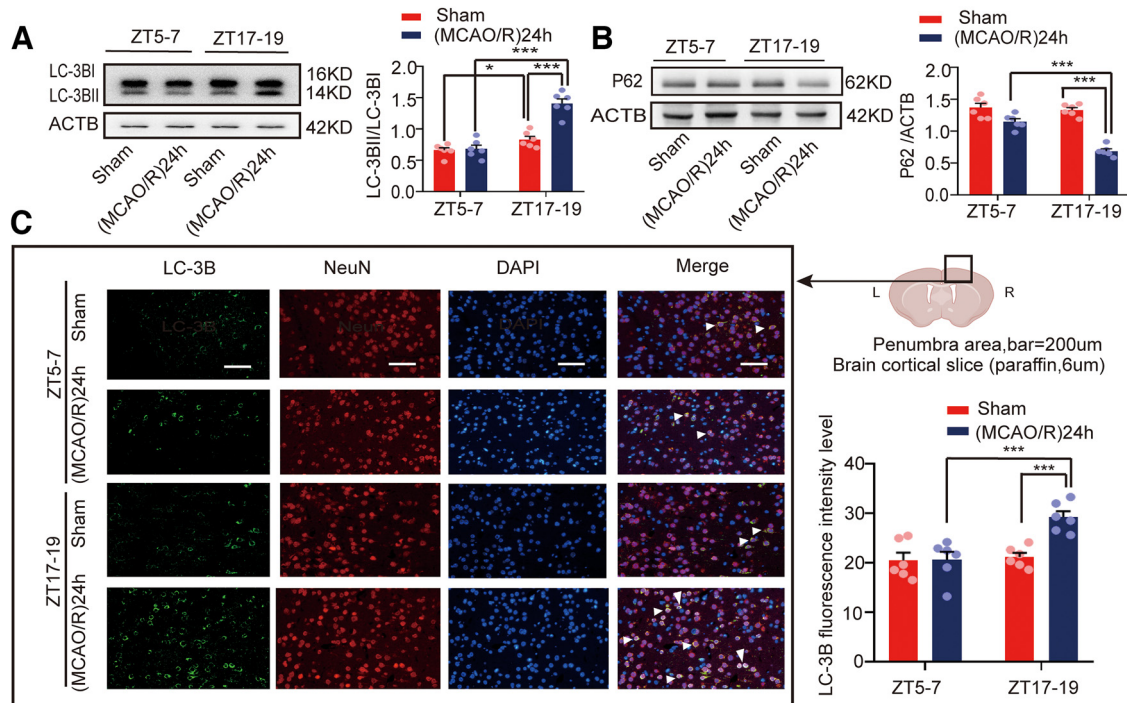 A
ZT5-7 ZT17-19
LC-3BI
LC-3BII
ACTB
16KD
14KD
42KD
Sham
(MCAO/R)24h
Sham
(MCAO/R)24h
Sham
(MCAO/R)24h
***
* ***
LC-3BII/LC-3BI
2.0
1.5
1.0
0.5
0.0
ZT5-7 ZT17-19
B
ZT5-7 ZT17-19
P62
ACTB
62KD
42KD
Sham
(MCAO/R)24h
Sham
(MCAO/R)24h
Sham
(MCAO/R)24h
***
***
P62 /ACTB
2.0
1.5
1.0
0.5
0.0
ZT5-7 ZT17-19
C
LC-3B NeuN DAPI Merge
ZT5-7
Sham
(MCAO/R)24h
ZT17-19
Sham
(MCAO/R)24h
LC-3B NeuN DAPI
L R
Penumbra area,bar=200um
Brain cortical slice (paraffin,6um)
Sham
(MCAO/R)24h
***
***
LC-3B fluorescence intensity level
40
30
20
10
0
ZT5-7 ZT17-19